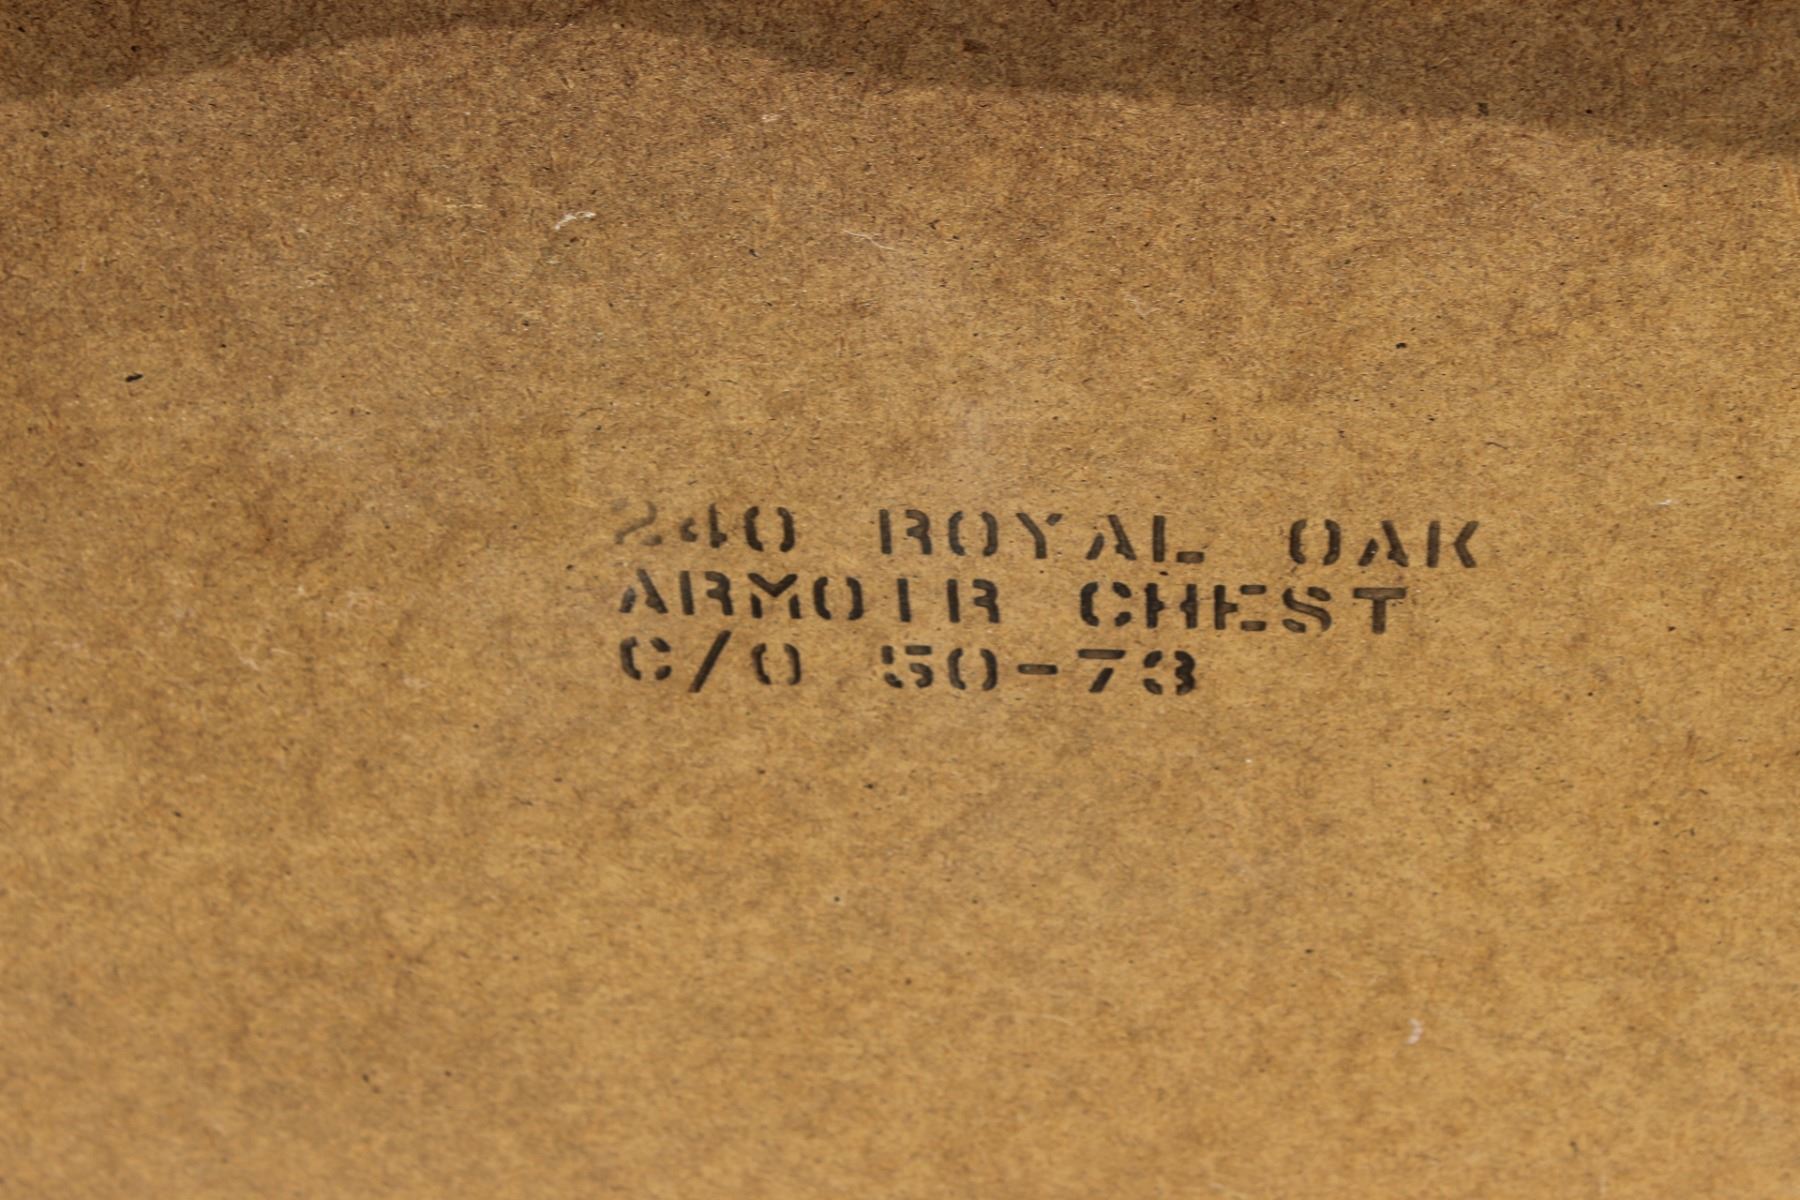 240 ROYAL OAK
ARMOIR CHEST
C/O 50-73